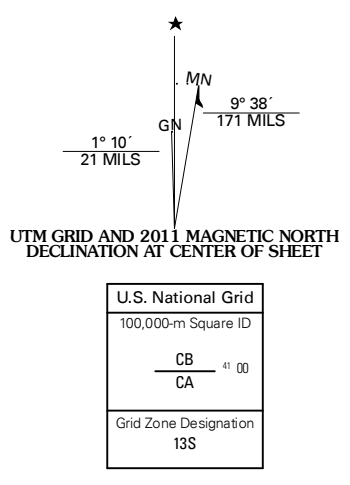 ★
MN
9° 38´
171 MILS
GN
1° 10´
21 MILS
UTM GRID AND 2011 MAGNETIC NORTH
DECLINATION AT CENTER OF SHEET
U.S. National Grid
100,000-m Square ID
CB
41 00
CA
Grid Zone Designation
13S